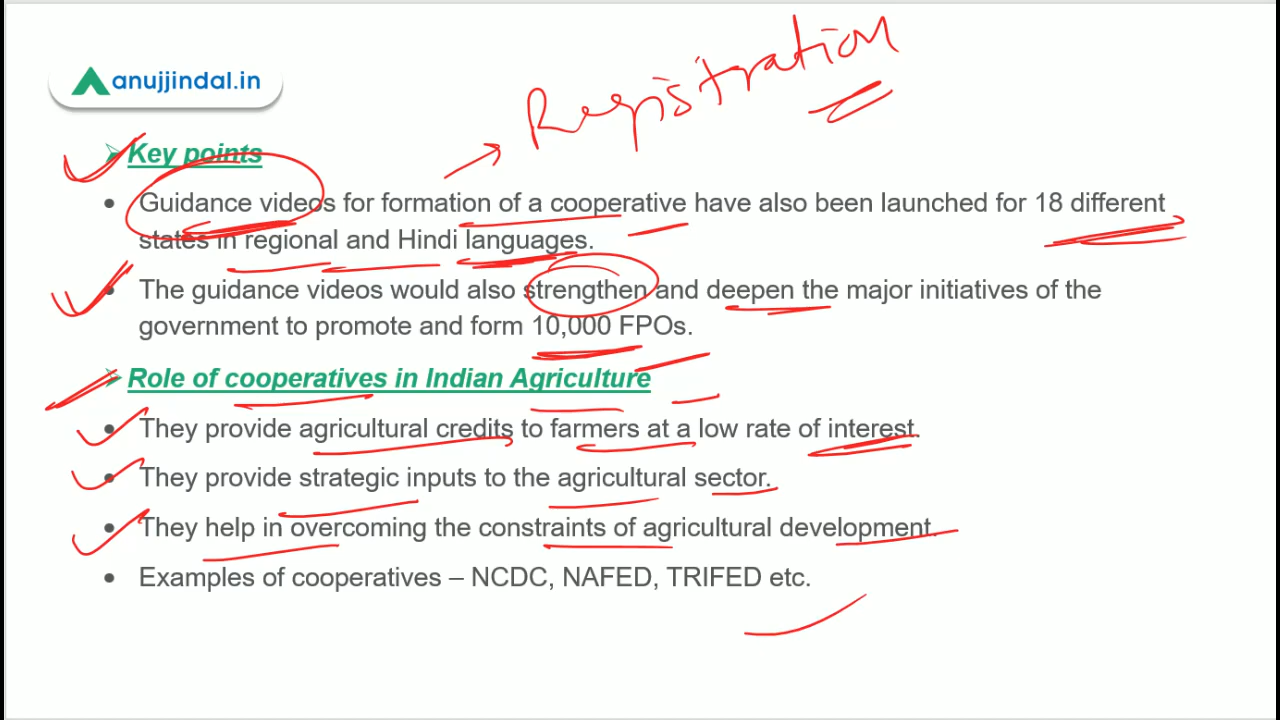 Registration
anujjindal.in
Key points
• Guidance videos for formation of a cooperative have also been launched for 18 different
states in regional and Hindi languages.
• The guidance videos would also strengthen and deepen the major initiatives of the
government to promote and form 10,000 FPOs.
Role of cooperatives in Indian Agriculture
• They provide agricultural credits to farmers at a low rate of interest.
• They provide strategic inputs to the agricultural sector.
• They help in overcoming the constraints of agricultural development.
• Examples of cooperatives – NCDC, NAFED, TRIFED etc.